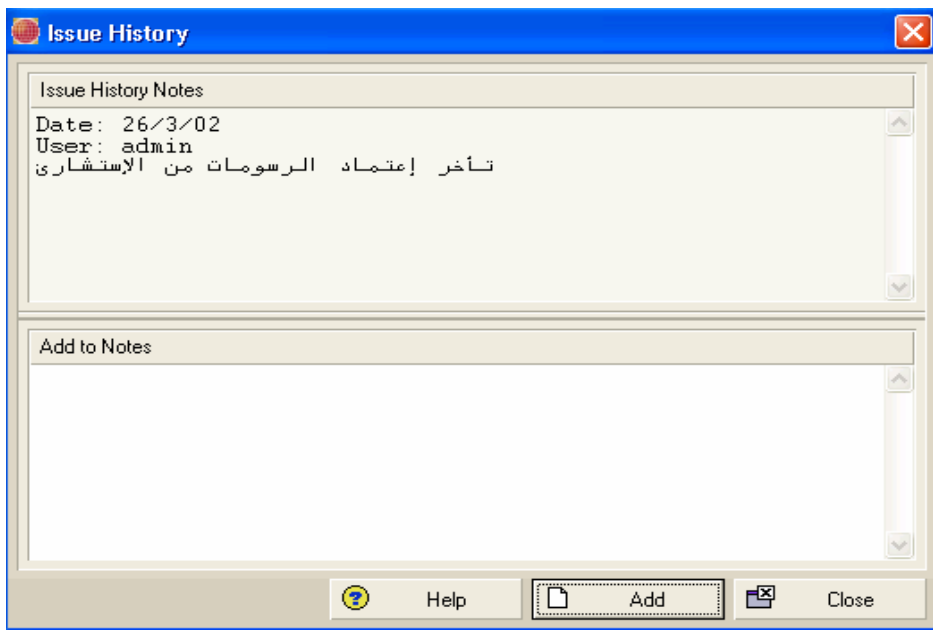 Issue History
Issue History Notes
Date: 26/3/02
User: admin
تأخر إعتماد الرسومات من الإستشارى
Add to Notes
Help
Add
Close